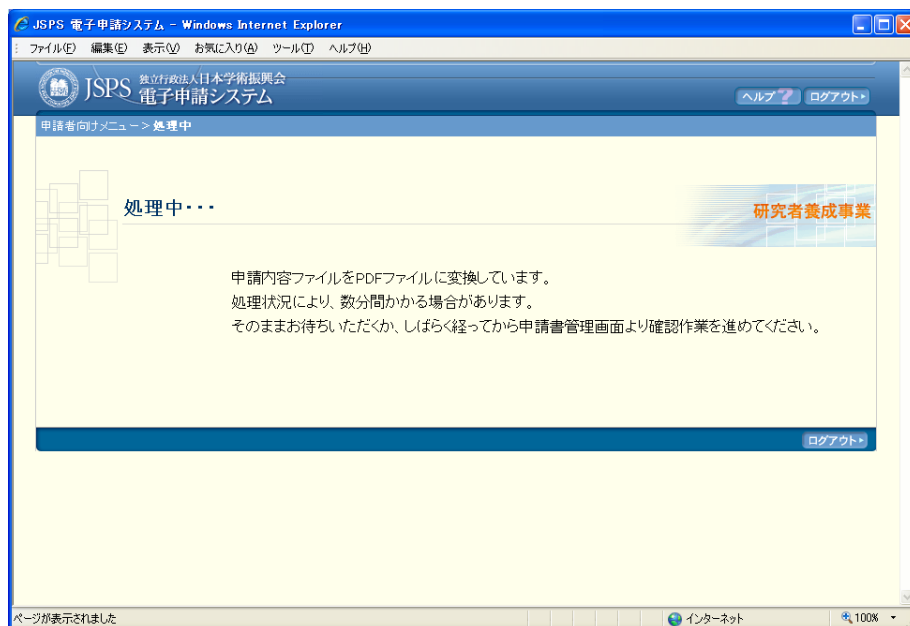 JSPS 電子申請システム - Windows Internet Explorer
ファイル(F) 編集(E) 表示(V) お気に入り(A) ツール(T) ヘルプ(H)
JSPS 独立行政法人日本学術振興会
電子申請システム
ヘルプ ? ログアウト
申請者向けメニュー > 処理中
処理中・・・
研究者養成事業
申請内容ファイルをPDFファイルに変換しています。
処理状況により、数分間かかる場合があります。
そのままお待ちいただくか、しばらく経ってから申請書管理画面より確認作業を進めてください。
ログアウト
ページが表示されました インターネット 100%